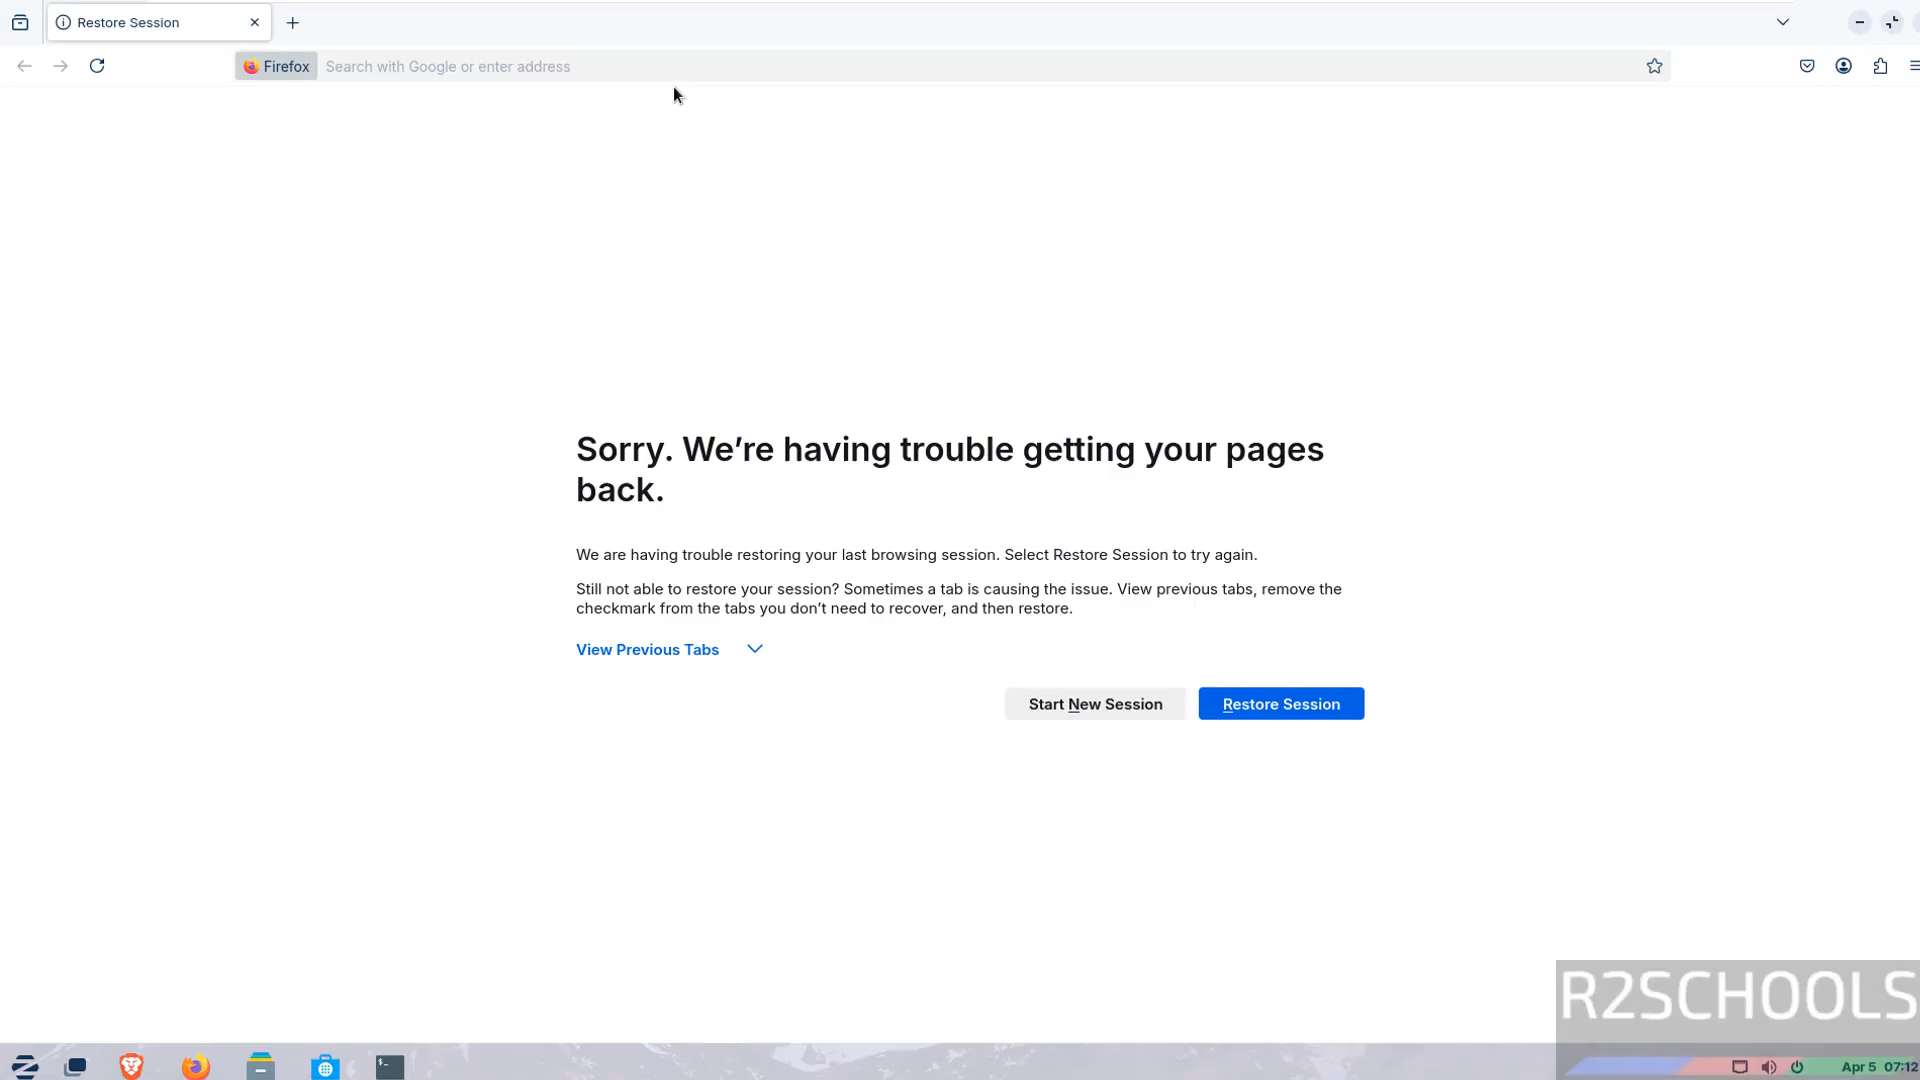 Restore Session
Firefox
Search with Google or enter address
Sorry. We’re having trouble getting your pages
back.
We are having trouble restoring your last browsing session. Select Restore Session to try again.
Still not able to restore your session? Sometimes a tab is causing the issue. View previous tabs, remove the
checkmark from the tabs you don’t need to recover, and then restore.
View Previous Tabs
Start New Session
Restore Session
R2SCHOOLS
Apr 5 07:12